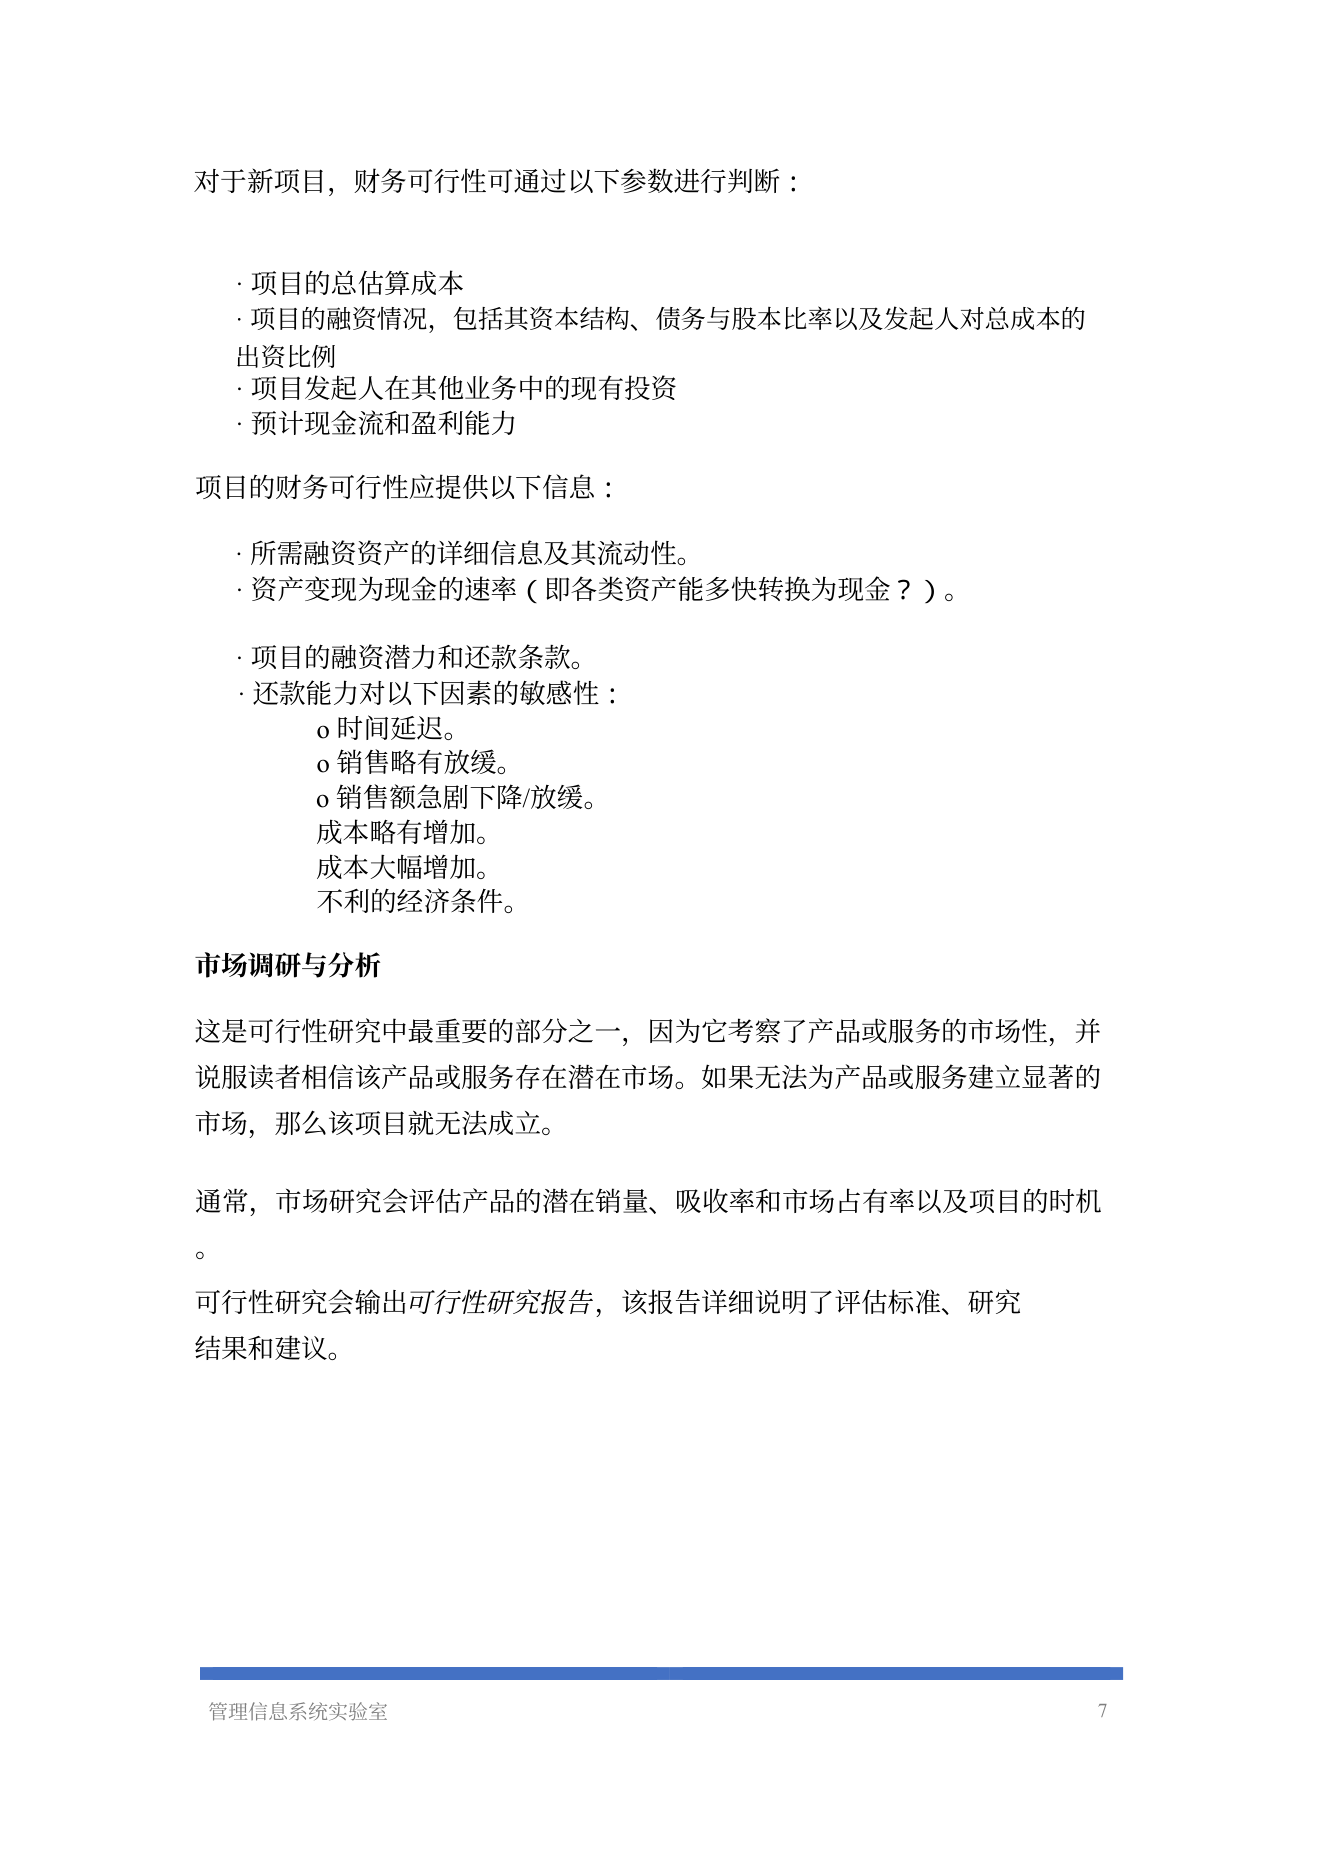 对于新项目，财务可行性可通过以下参数进行判断：
· 项目的总估算成本
· 项目的融资情况，包括其资本结构、债务与股本比率以及发起人对总成本的
出资比例
· 项目发起人在其他业务中的现有投资
· 预计现金流和盈利能力
项目的财务可行性应提供以下信息：
· 所需融资资产的详细信息及其流动性。
· 资产变现为现金的速率（即各类资产能多快转换为现金？）。
· 项目的融资潜力和还款条款。
· 还款能力对以下因素的敏感性：
o 时间延迟。
o 销售略有放缓。
o 销售额急剧下降/放缓。
成本略有增加。
成本大幅增加。
不利的经济条件。
市场调研与分析
这是可行性研究中最重要的部分之一，因为它考察了产品或服务的市场性，并
说服读者相信该产品或服务存在潜在市场。如果无法为产品或服务建立显著的
市场，那么该项目就无法成立。
通常，市场研究会评估产品的潜在销量、吸收率和市场占有率以及项目的时机
。
可行性研究会输出可行性研究报告，该报告详细说明了评估标准、研究
结果和建议。
管理信息系统实验室 7